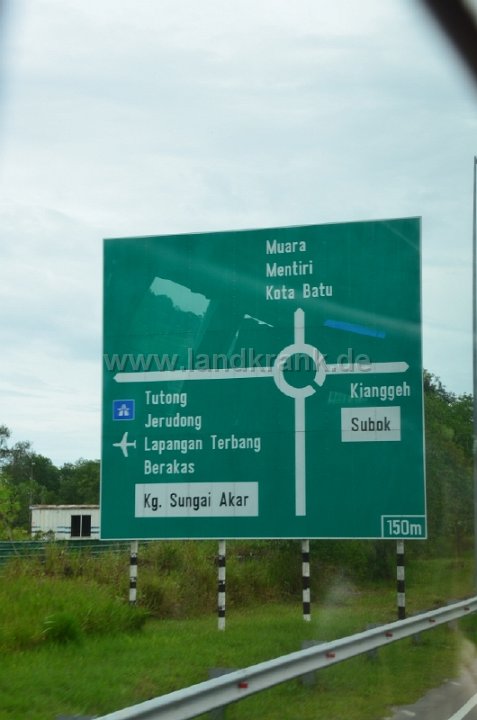 Muara
Mentiri
Kota Batu
www.landkrank.de
Tutong
Jerudong
Lapangan Terbang
Berakas
Kg. Sungai Akar
Kianggeh
Subok
150m